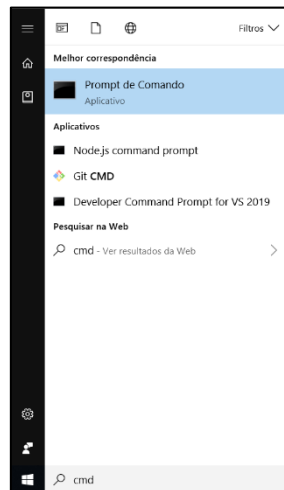 Filtros
Melhor correspondência
Prompt de Comando
Aplicativo
Aplicativos
Node.js command prompt
Git CMD
Developer Command Prompt for VS 2019
Pesquisar na Web
cmd - Ver resultados da Web
cmd